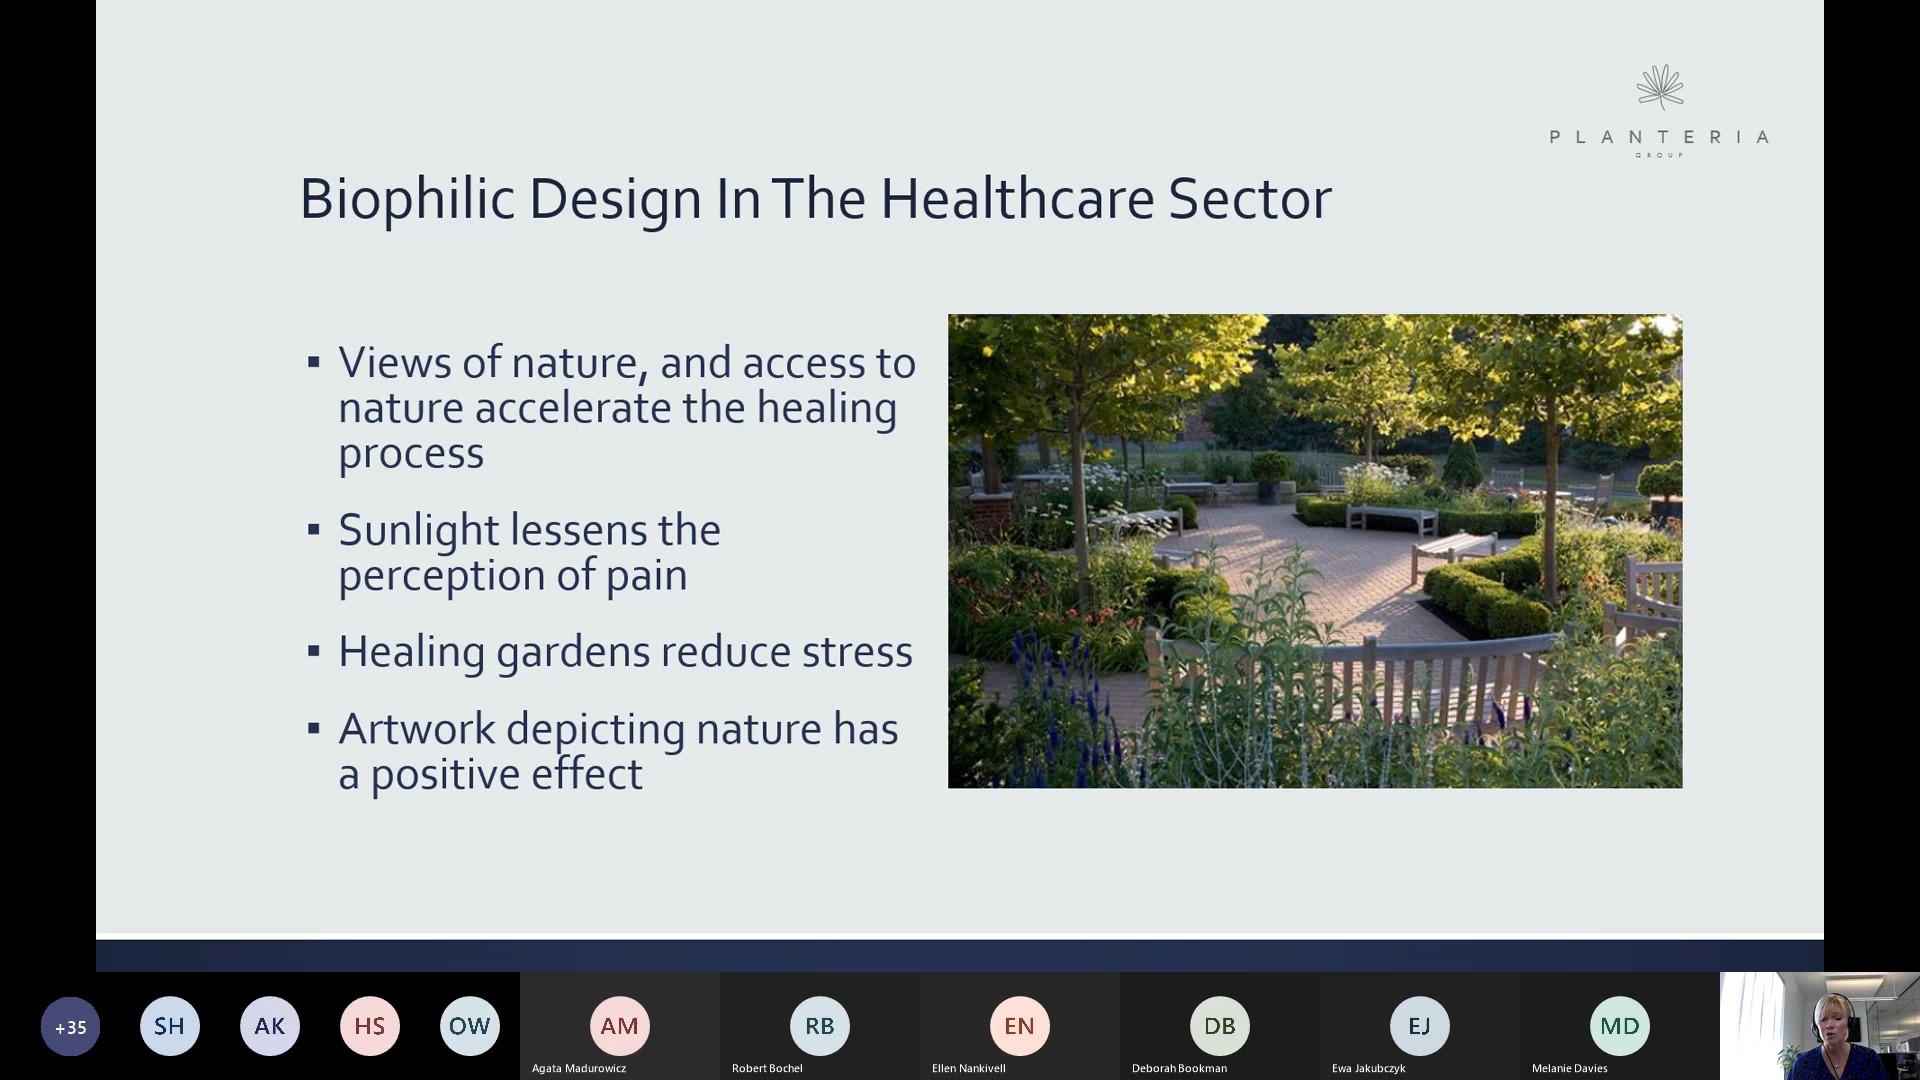 PLANTERIA
GROUP
Biophilic Design In The Healthcare Sector
▪ Views of nature, and access to
nature accelerate the healing
process
▪ Sunlight lessens the
perception of pain
▪ Healing gardens reduce stress
▪ Artwork depicting nature has
a positive effect
+35
SH
AK
HS
OW
AM
RB
EN
DB
EJ
MD
Agata Madurowicz
Robert Bochel
Ellen Nankivell
Deborah Bookman
Ewa Jakubczyk
Melanie Davies